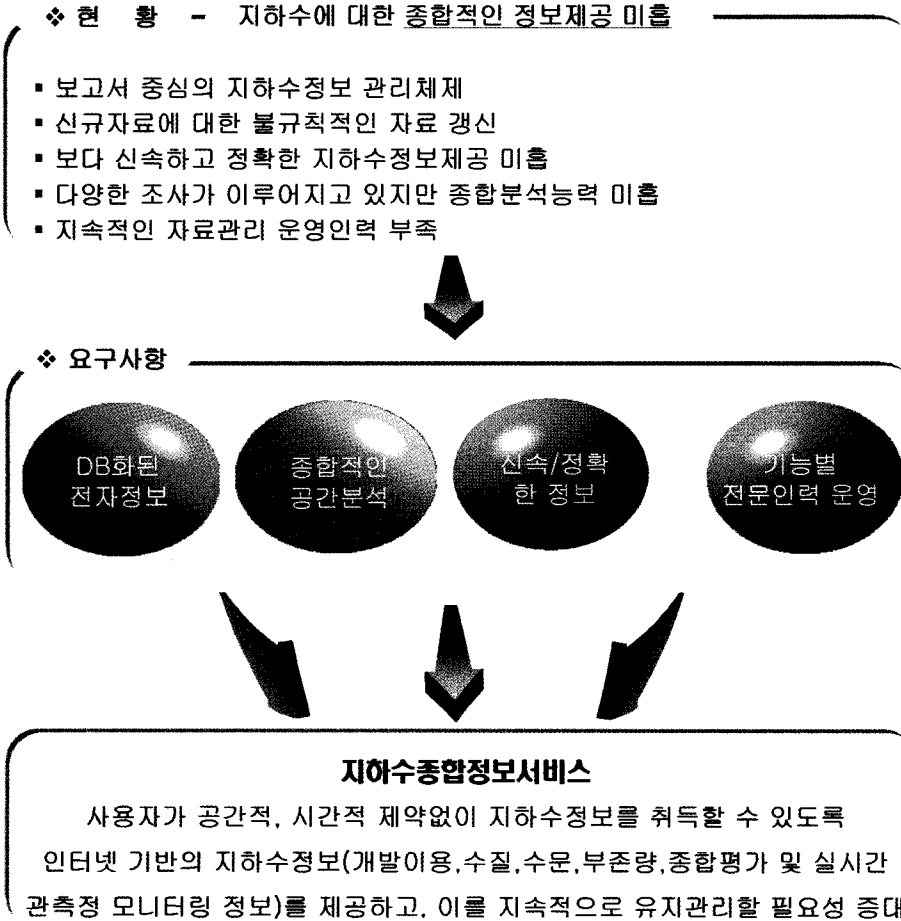 ❖ 현 황 - 지하수에 대한 종합적인 정보제공 미흡
▪ 보고서 중심의 지하수정보 관리체제
▪ 신규자료에 대한 불규칙적인 자료 갱신
▪ 보다 신속하고 정확한 지하수정보제공 미흡
▪ 다양한 조사가 이루어지고 있지만 종합분석능력 미흡
▪ 지속적인 자료관리 운영인력 부족
❖ 요구사항
DB화된
전자정보
종합적인
공간분석
신속/정확
한 정보
기능별
전문인력 운영
지하수종합정보서비스
사용자가 공간적, 시간적 제약없이 지하수정보를 취득할 수 있도록
인터넷 기반의 지하수정보(개발이용,수질,수문,부존량,종합평가 및 실시간
관측정 모니터링 정보)를 제공하고, 이를 지속적으로 유지관리할 필요성 증대